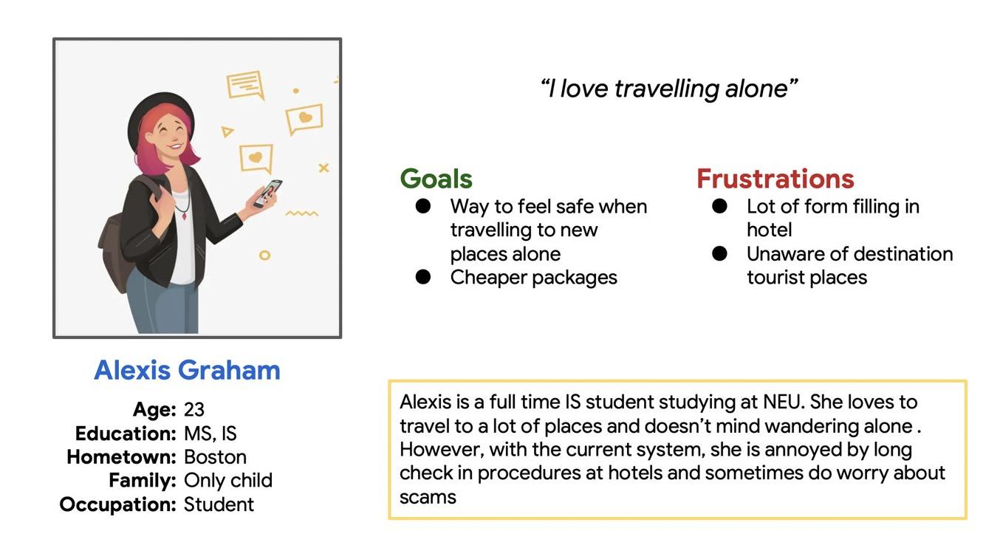 “I love travelling alone”
Goals
● Way to feel safe when
travelling to new
places alone
● Cheaper packages
Frustrations
● Lot of form filling in
hotel
● Unaware of destination
tourist places
Alexis Graham
Age: 23
Education: MS, IS
Hometown: Boston
Family: Only child
Occupation: Student
Alexis is a full time IS student studying at NEU. She loves to
travel to a lot of places and doesn’t mind wandering alone .
However, with the current system, she is annoyed by long
check in procedures at hotels and sometimes do worry about
scams